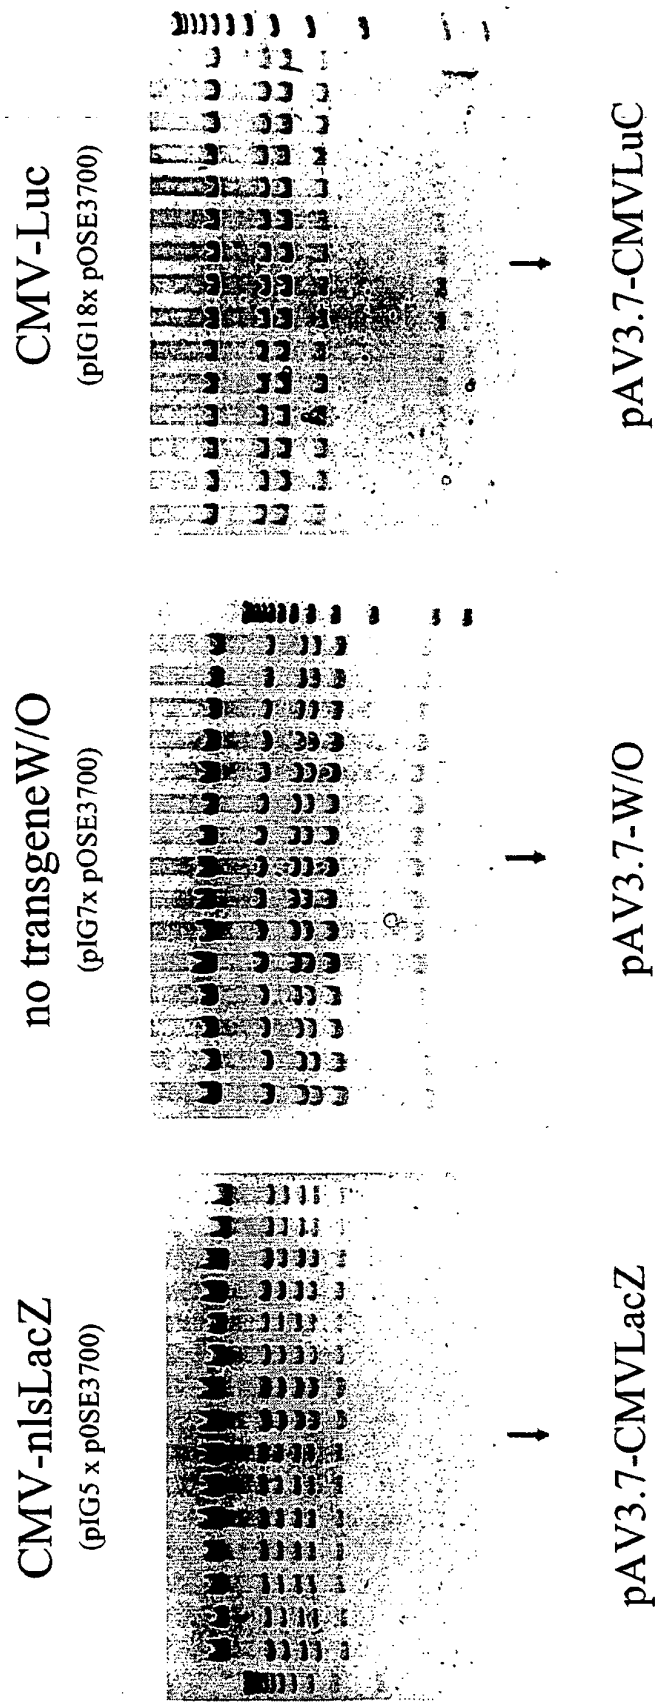 CMV-nlsLacZ
(pIG5 x p0SE3700)
pAV3.7-CMVLacZ
no transgeneW/O
(pIG7x pOSE3700)
pAV3.7-W/O
CMV-Luc
(pIG18x pOSE3700)
pAV3.7-CMVLuC